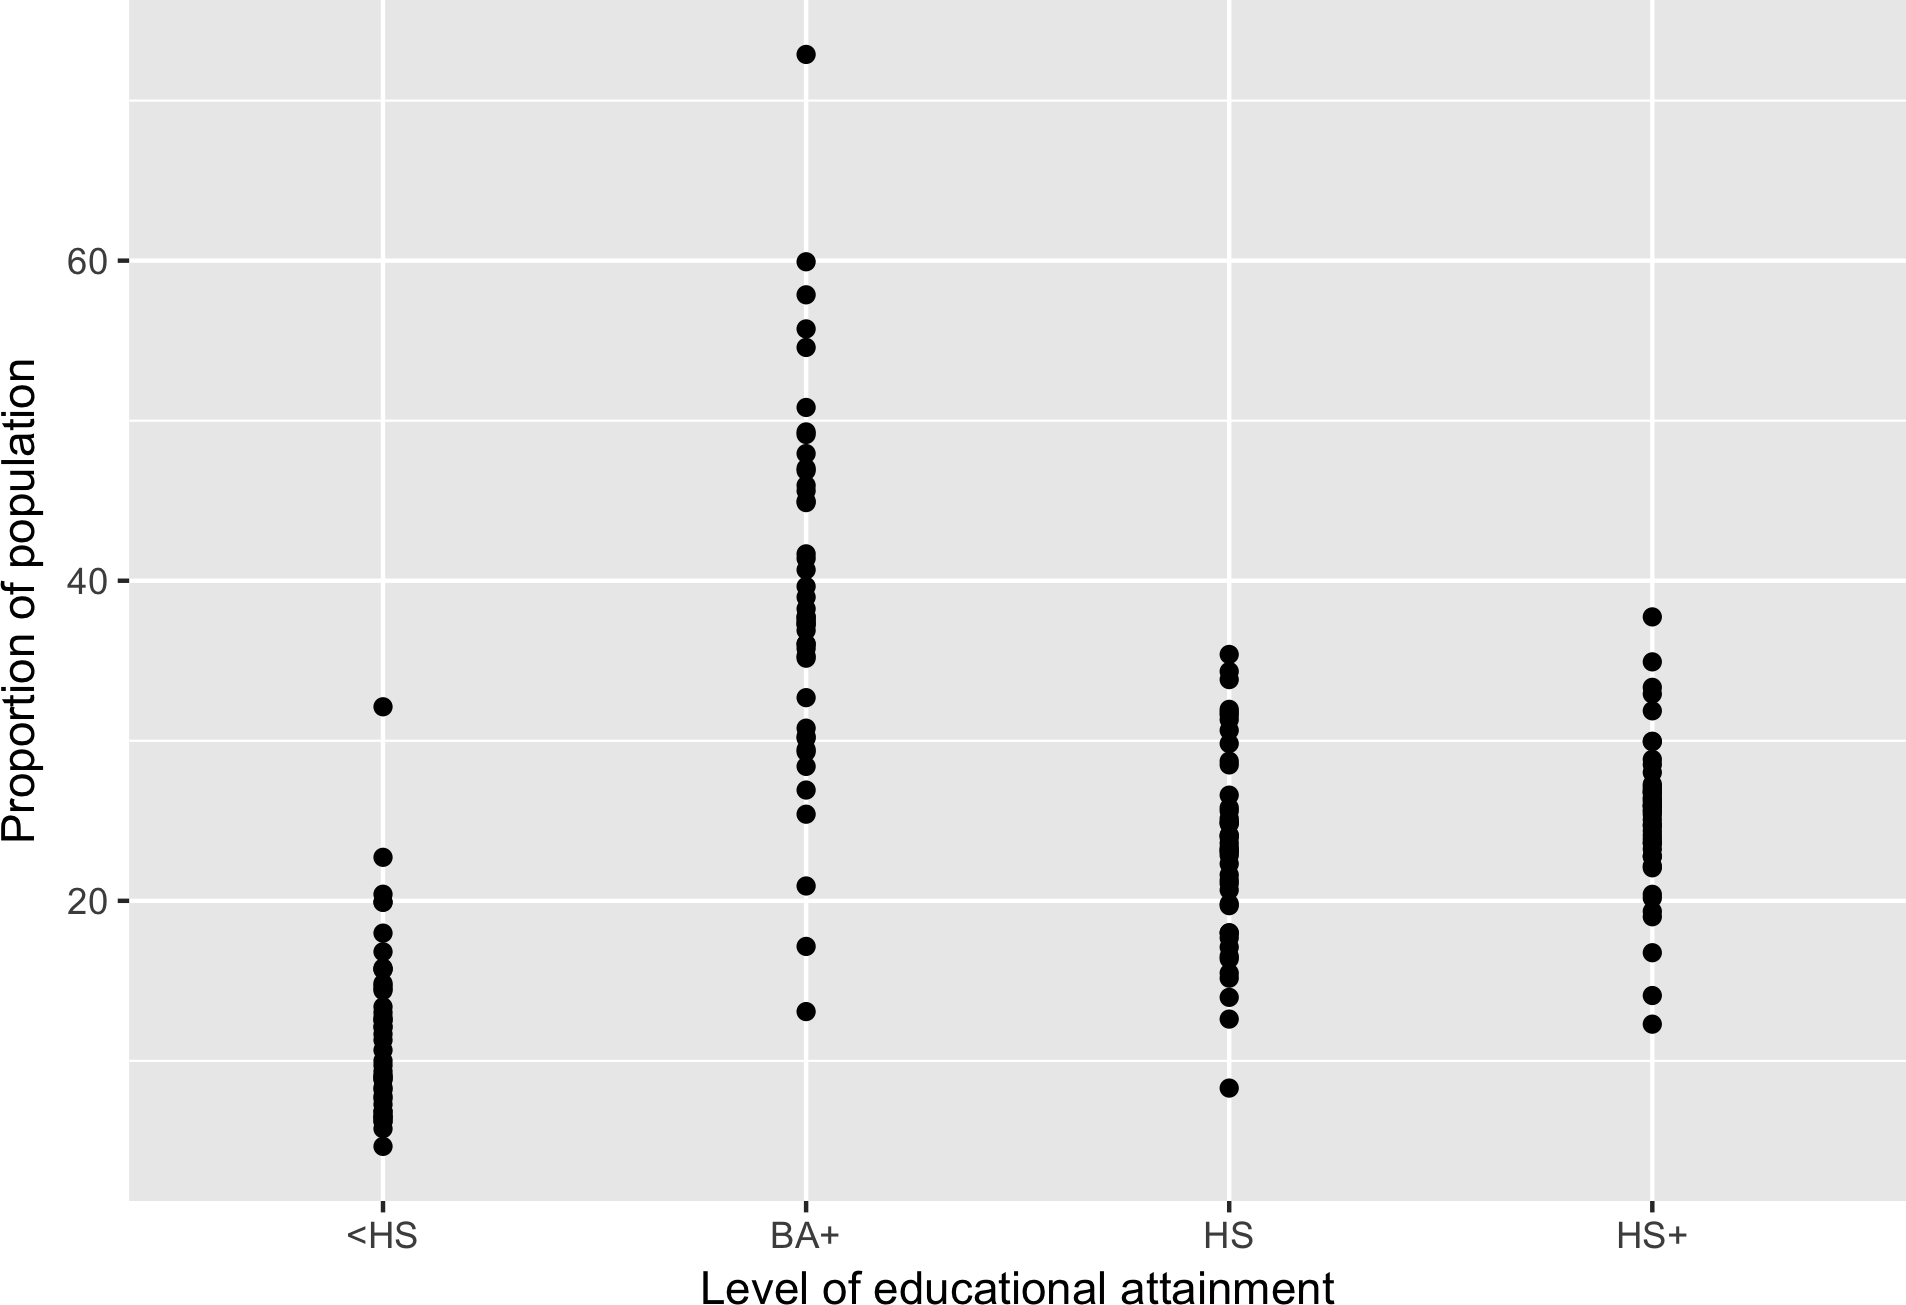 Proportion of population
60
40
20
<HS
BA+
HS
HS+
Level of educational attainment